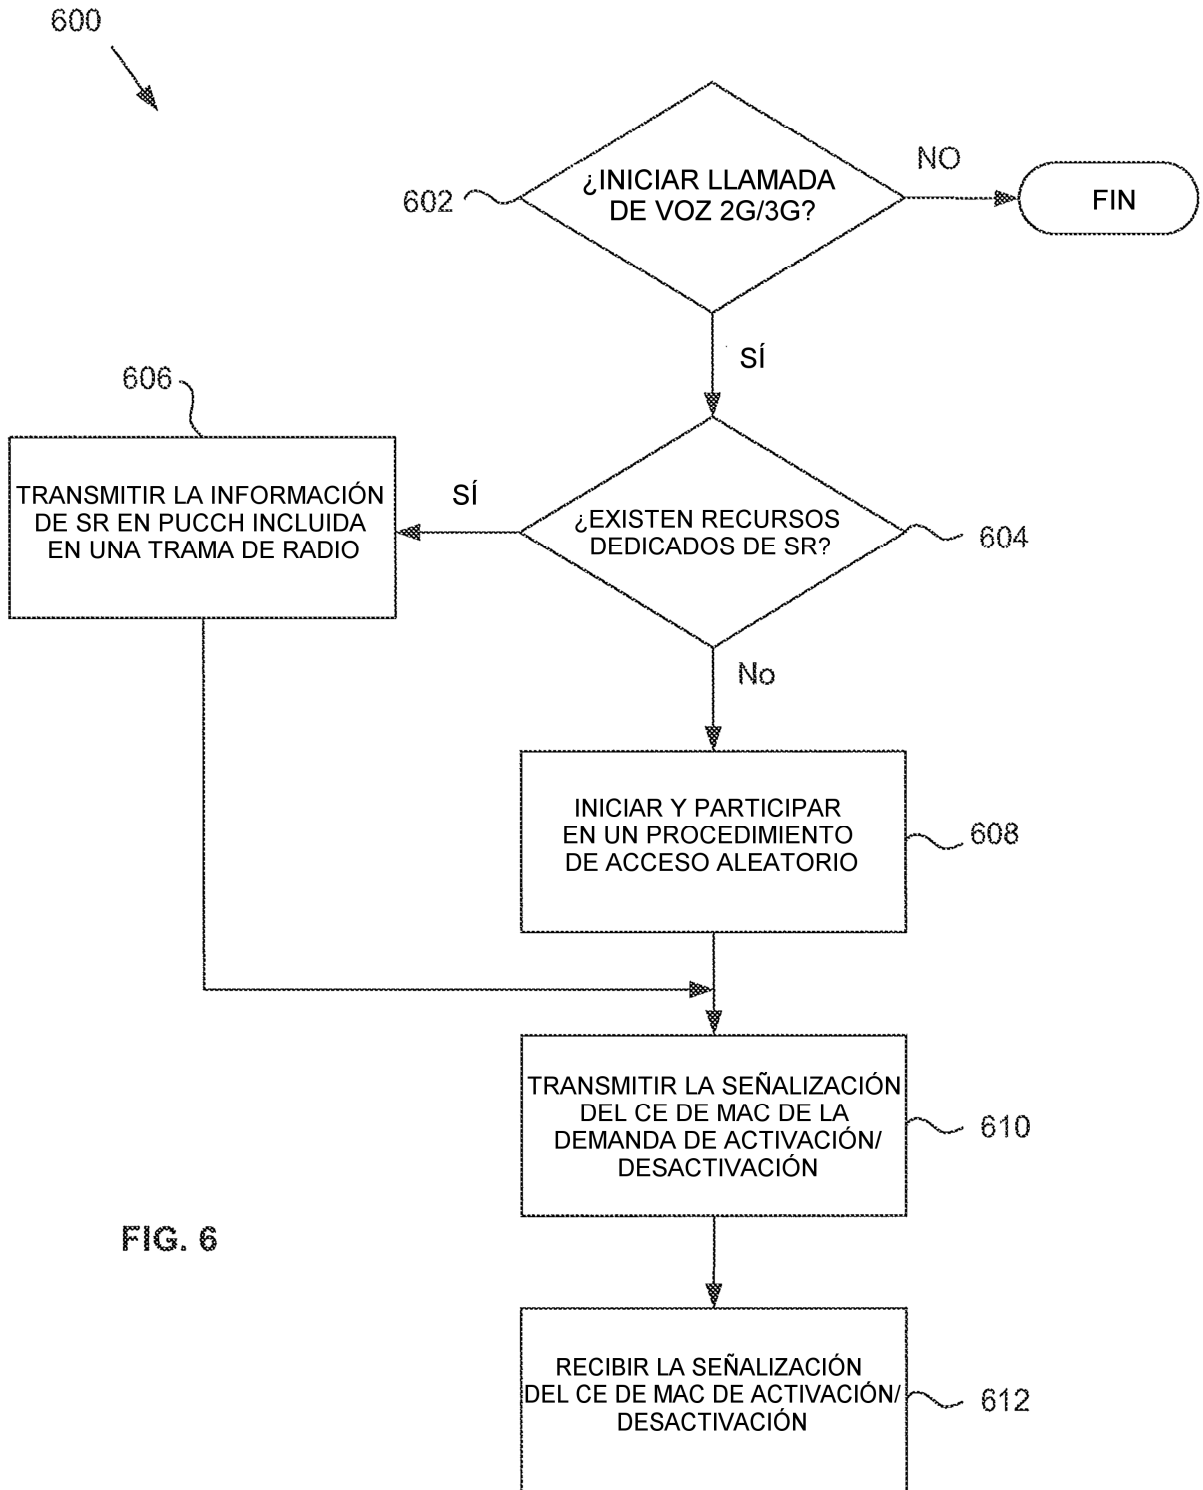 600
¿INICIAR LLAMADA
DE VOZ 2G/3G?
602
NO
FIN
SÍ
606
TRANSMITIR LA INFORMACIÓN
DE SR EN PUCCH INCLUIDA
EN UNA TRAMA DE RADIO
SÍ
¿EXISTEN RECURSOS
DEDICADOS DE SR?
604
No
INICIAR Y PARTICIPAR
EN UN PROCEDIMIENTO
DE ACCESO ALEATORIO
608
TRANSMITIR LA SEÑALIZACIÓN
DEL CE DE MAC DE LA
DEMANDA DE ACTIVACIÓN/
DESACTIVACIÓN
610
FIG. 6
RECIBIR LA SEÑALIZACIÓN
DEL CE DE MAC DE ACTIVACIÓN/
DESACTIVACIÓN
612